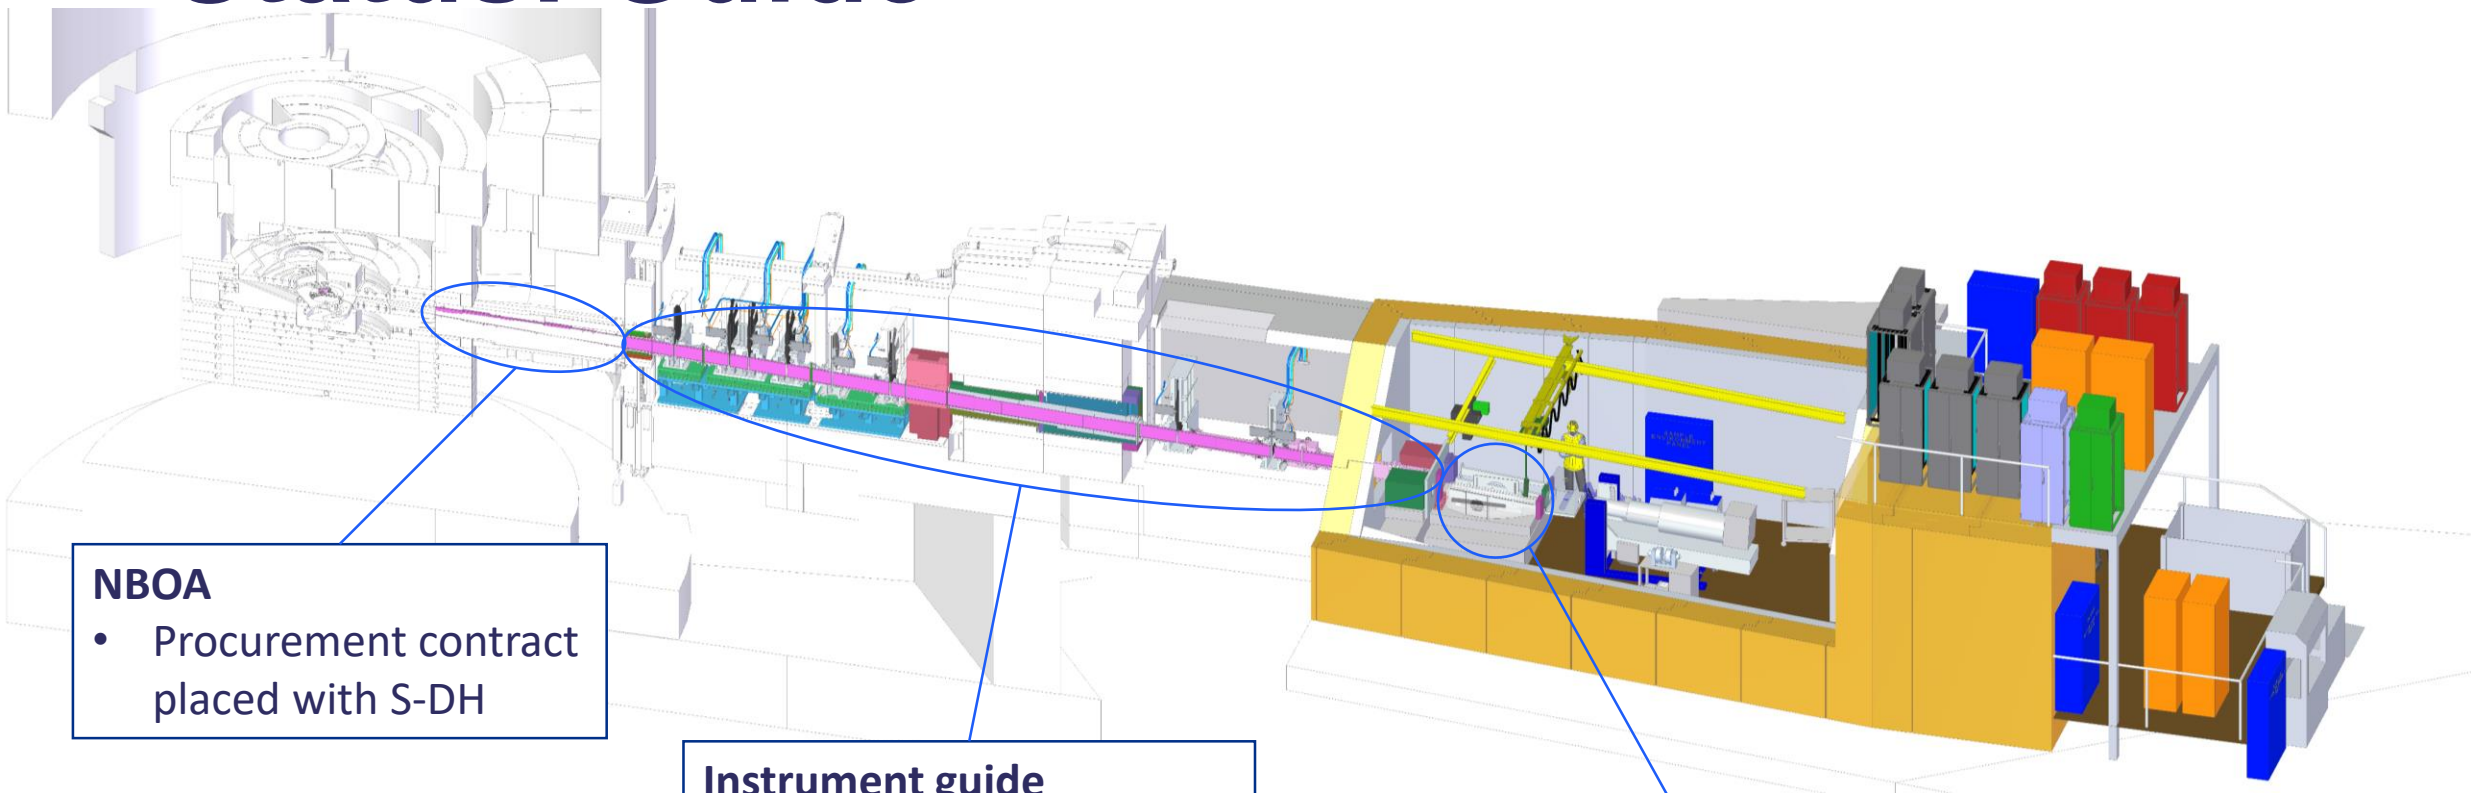 NBOA
• Procurement contract
placed with S-DH
Instrument guide